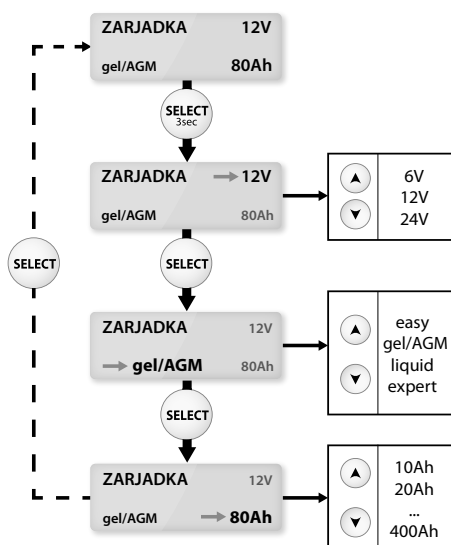 ZARJADKA 12V
gel/AGM 80Ah
SELECT
3sec
ZARJADKA 12V
gel/AGM 80Ah
6V
12V
24V
SELECT
SELECT
ZARJADKA 12V
gel/AGM 80Ah
easy
gel/AGM
liquid
expert
SELECT
ZARJADKA 12V
gel/AGM 80Ah
10Ah
20Ah
...
400Ah